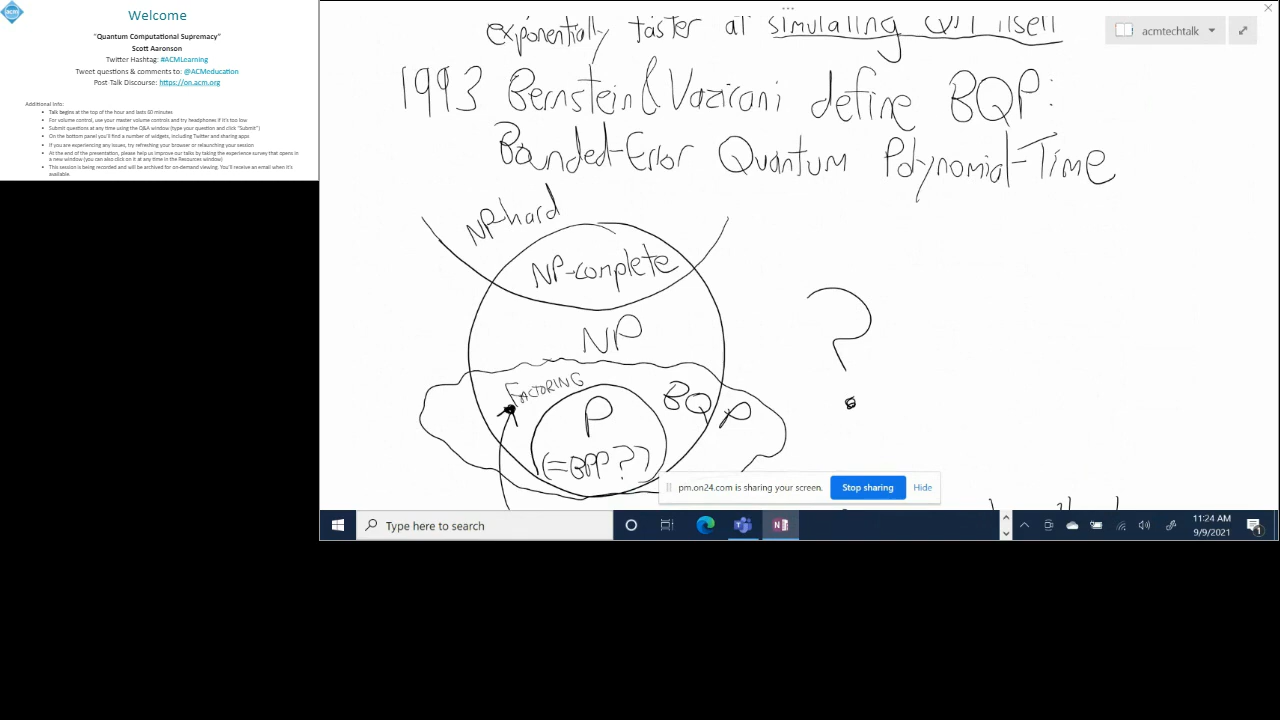 acm
Welcome
"Quantum Computational Supremacy"
Scott Aaronson
Twitter Hashtag: #ACMLearning
Tweet questions & comments to: @ACMeducation
Post-Talk Discourse: https://on.acm.org
Additional Info:
• Talk begins at the top of the hour and lasts 60 minutes
• For volume control, use your master volume controls and try headphones if it's too low
• Submit questions at any time using the Q&A window (type your question and click "Submit")
• On the bottom panel you'll find a number of widgets, including Twitter and sharing apps
• If you are experiencing any issues, try refreshing your browser or relaunching your session
• At the end of the presentation, please help us improve our talks by taking the experience survey that opens in
a new window (you can also click on it at any time in the Resources window)
• This session is being recorded and will be archived for on-demand viewing. You'll receive an email when it's
available.
exponentially faster at simulating QM itself
acmtechtalk
1993 Bernstein&Vazirani define BQP:
Bounded-Error Quantum Polynomial-Time
NP-hard
NP-complete
NP
?
FACTORING
P
BQP
(=BPP?)
pm.on24.com is sharing your screen.
Stop sharing
Hide
Type here to search
11:24 AM
9/9/2021
1